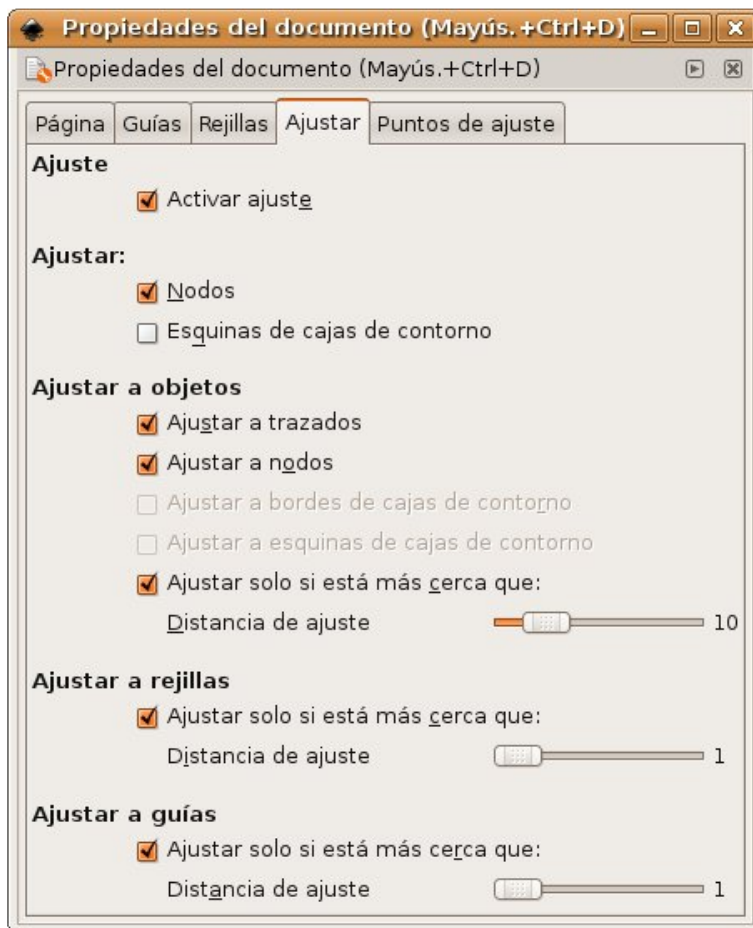 Propiedades del documento (Mayús.+Ctrl+D)
Propiedades del documento (Mayús.+Ctrl+D)
Página Guías Rejillas Ajustar Puntos de ajuste
Ajuste
Activar ajuste
Ajustar:
Nodos
Esquinas de cajas de contorno
Ajustar a objetos
Ajustar a trazados
Ajustar a nodos
Ajustar a bordes de cajas de contorno
Ajustar a esquinas de cajas de contorno
Ajustar solo si está más cerca que:
Distancia de ajuste 10
Ajustar a rejillas
Ajustar solo si está más cerca que:
Distancia de ajuste 1
Ajustar a guías
Ajustar solo si está más cerca que:
Distancia de ajuste 1